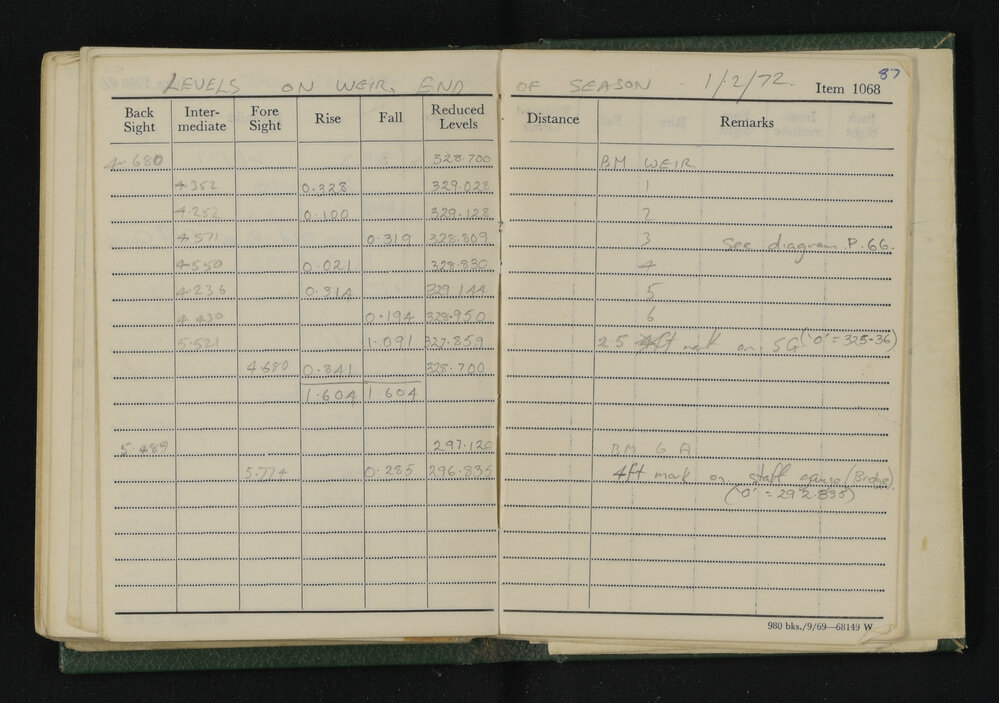 87
LEVELS ON WEIR, END OF SEASON 1/2/72.
Item 1068
Back Sight Inter-mediate Fore Sight Rise Fall Reduced Levels Distance Remarks
4.680 328.700 BM WEIR
4.352 0.328 329.028 1
4.252 0.100 329.128 2
4.571 0.319 328.809 3 See diagram P.66.
4.550 0.021 328.830 4
4.236 0.314 329.144 5
4.430 0.194 328.950 6
5.521 1.091 327.859 2.5 ft mark on SG ('0' = 325.36)
4.680 0.841 328.700
1.604 1.604
5.489 297.120 BM G A
5.774 0.285 296.835 4ft mark on staff gauge (Bridge).
('0' = 292.835)
980 bks./9/69—68149 W